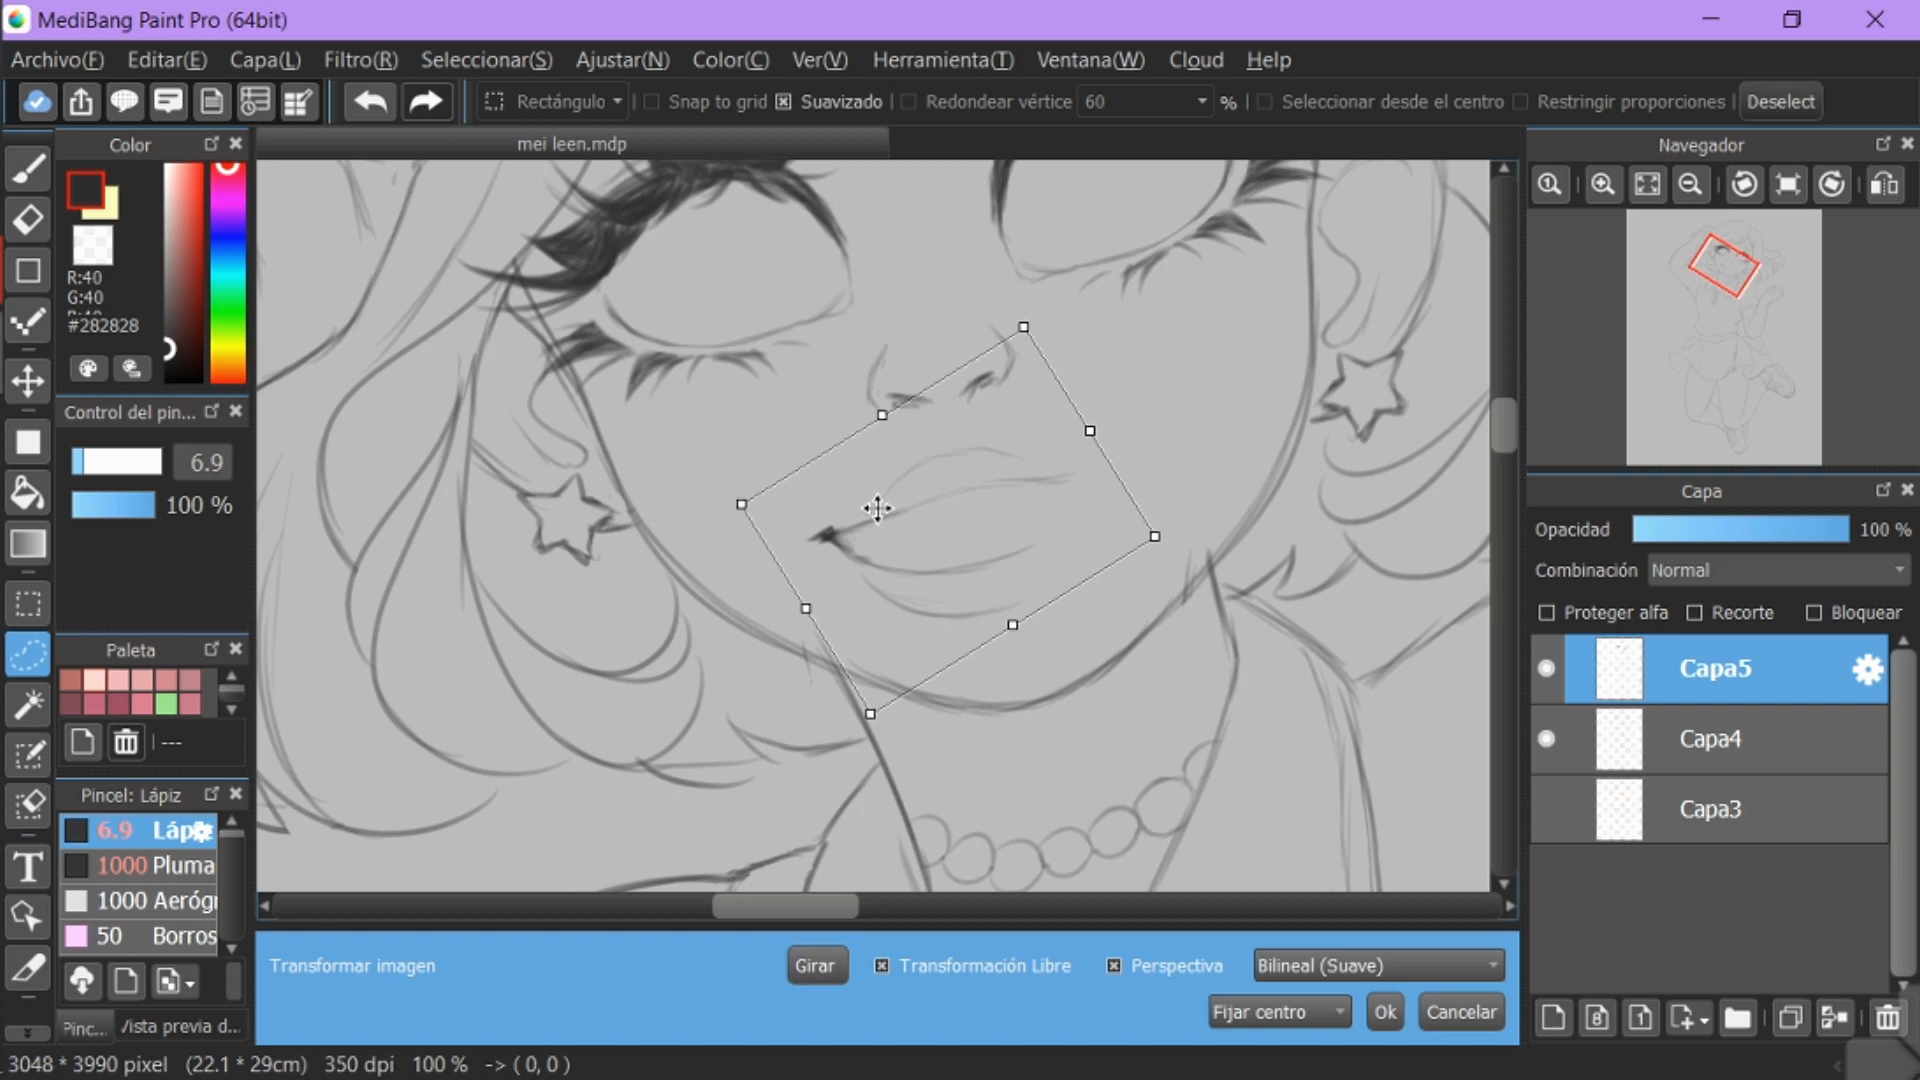 MediBang Paint Pro (64bit)
Archivo(F) Editar(E) Capa(L) Filtro(R) Seleccionar(S) Ajustar(N) Color(C) Ver(V) Herramienta(T) Ventana(W) Cloud Help
Rectángulo Snap to grid Suavizado Redondear vértice 60 % Seleccionar desde el centro Restringir proporciones Deselect
mei leen.mdp
Color
R:40
G:40
#282828
Control del pin...
6.9
100 %
Paleta
---
Pincel: Lápiz
6.9 Láp
1000 Pluma
1000 Aeróg
50 Borros
Pinc...
Vista previa d...
Navegador
Capa
Opacidad 100 %
Combinación Normal
Proteger alfa Recorte Bloquear
Capa5
Capa4
Capa3
8 1
T
Transformar imagen Girar Transformación Libre Perspectiva Bilineal (Suave)
Fijar centro Ok Cancelar
3048 * 3990 pixel (22.1 * 29cm) 350 dpi 100 % -> ( 0, 0 )